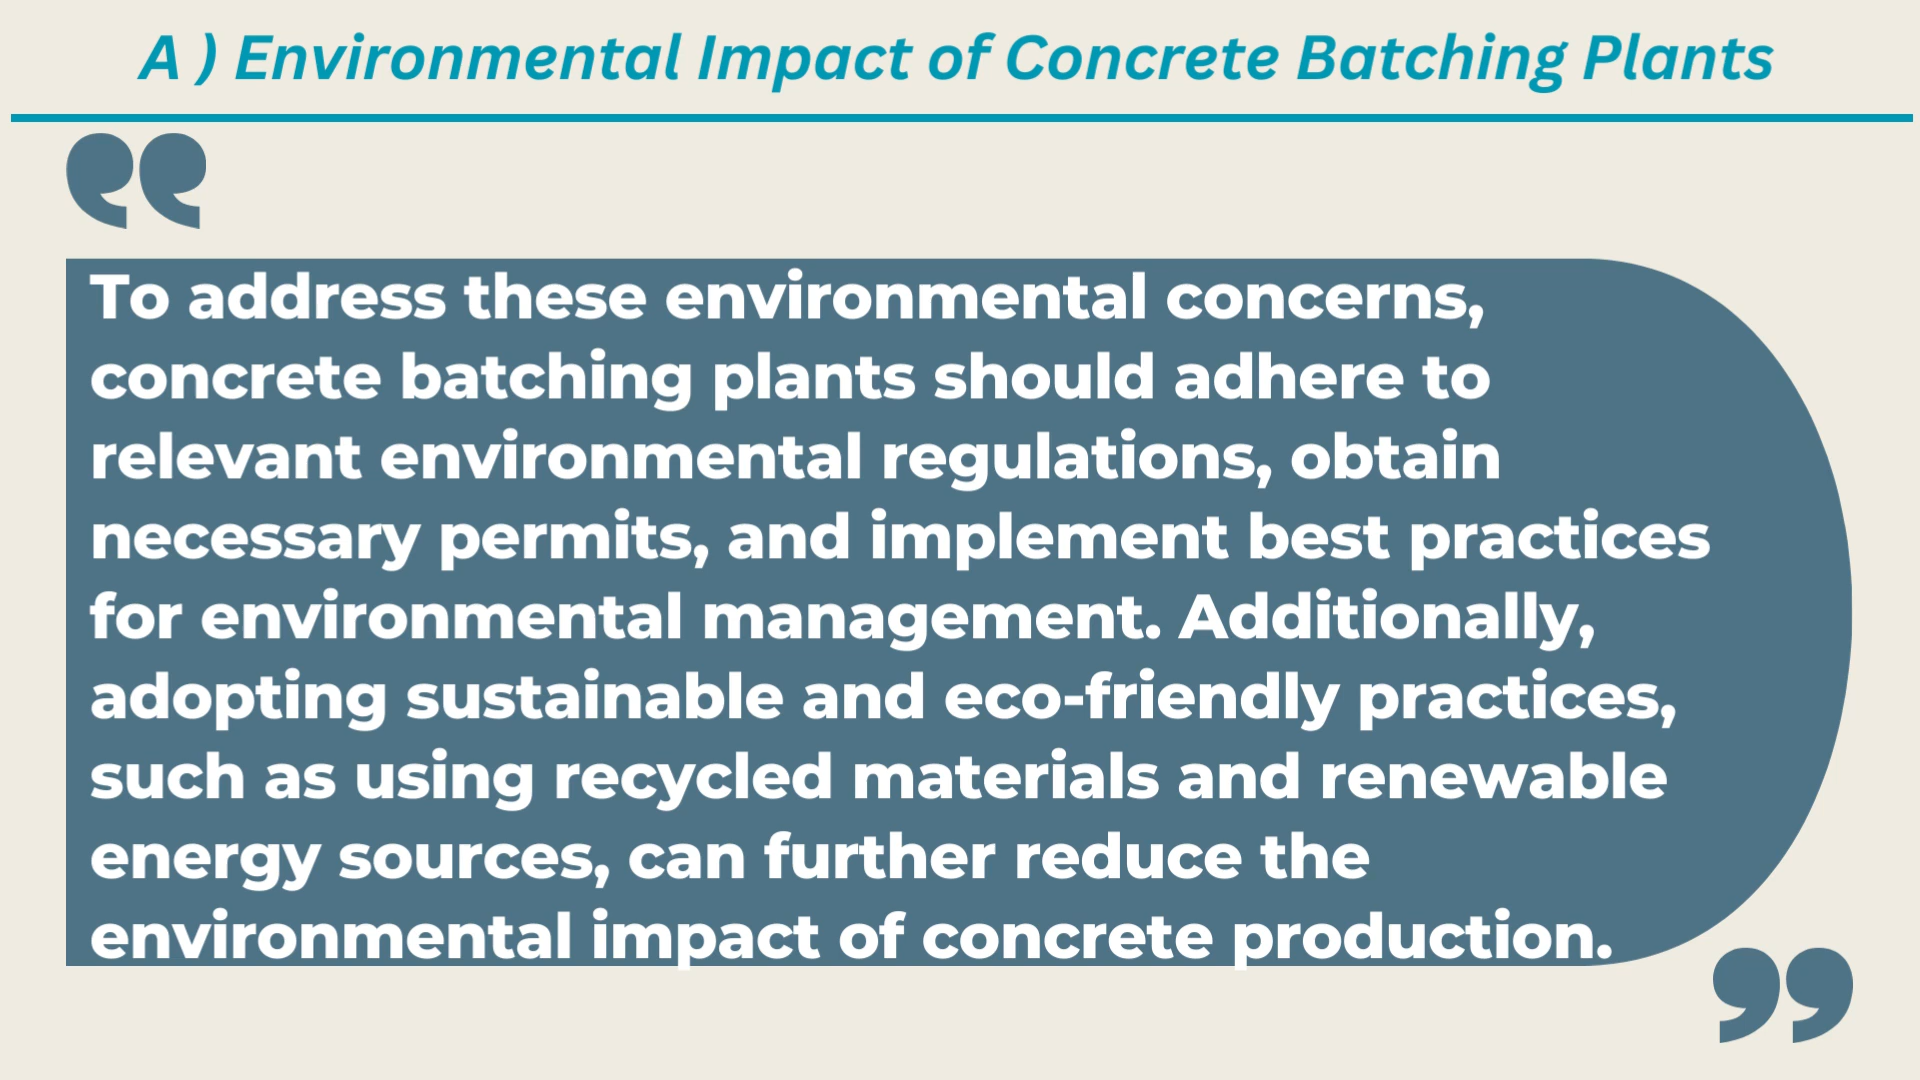 A ) Environmental Impact of Concrete Batching Plants
To address these environmental concerns,
concrete batching plants should adhere to
relevant environmental regulations, obtain
necessary permits, and implement best practices
for environmental management. Additionally,
adopting sustainable and eco-friendly practices,
such as using recycled materials and renewable
energy sources, can further reduce the
environmental impact of concrete production.